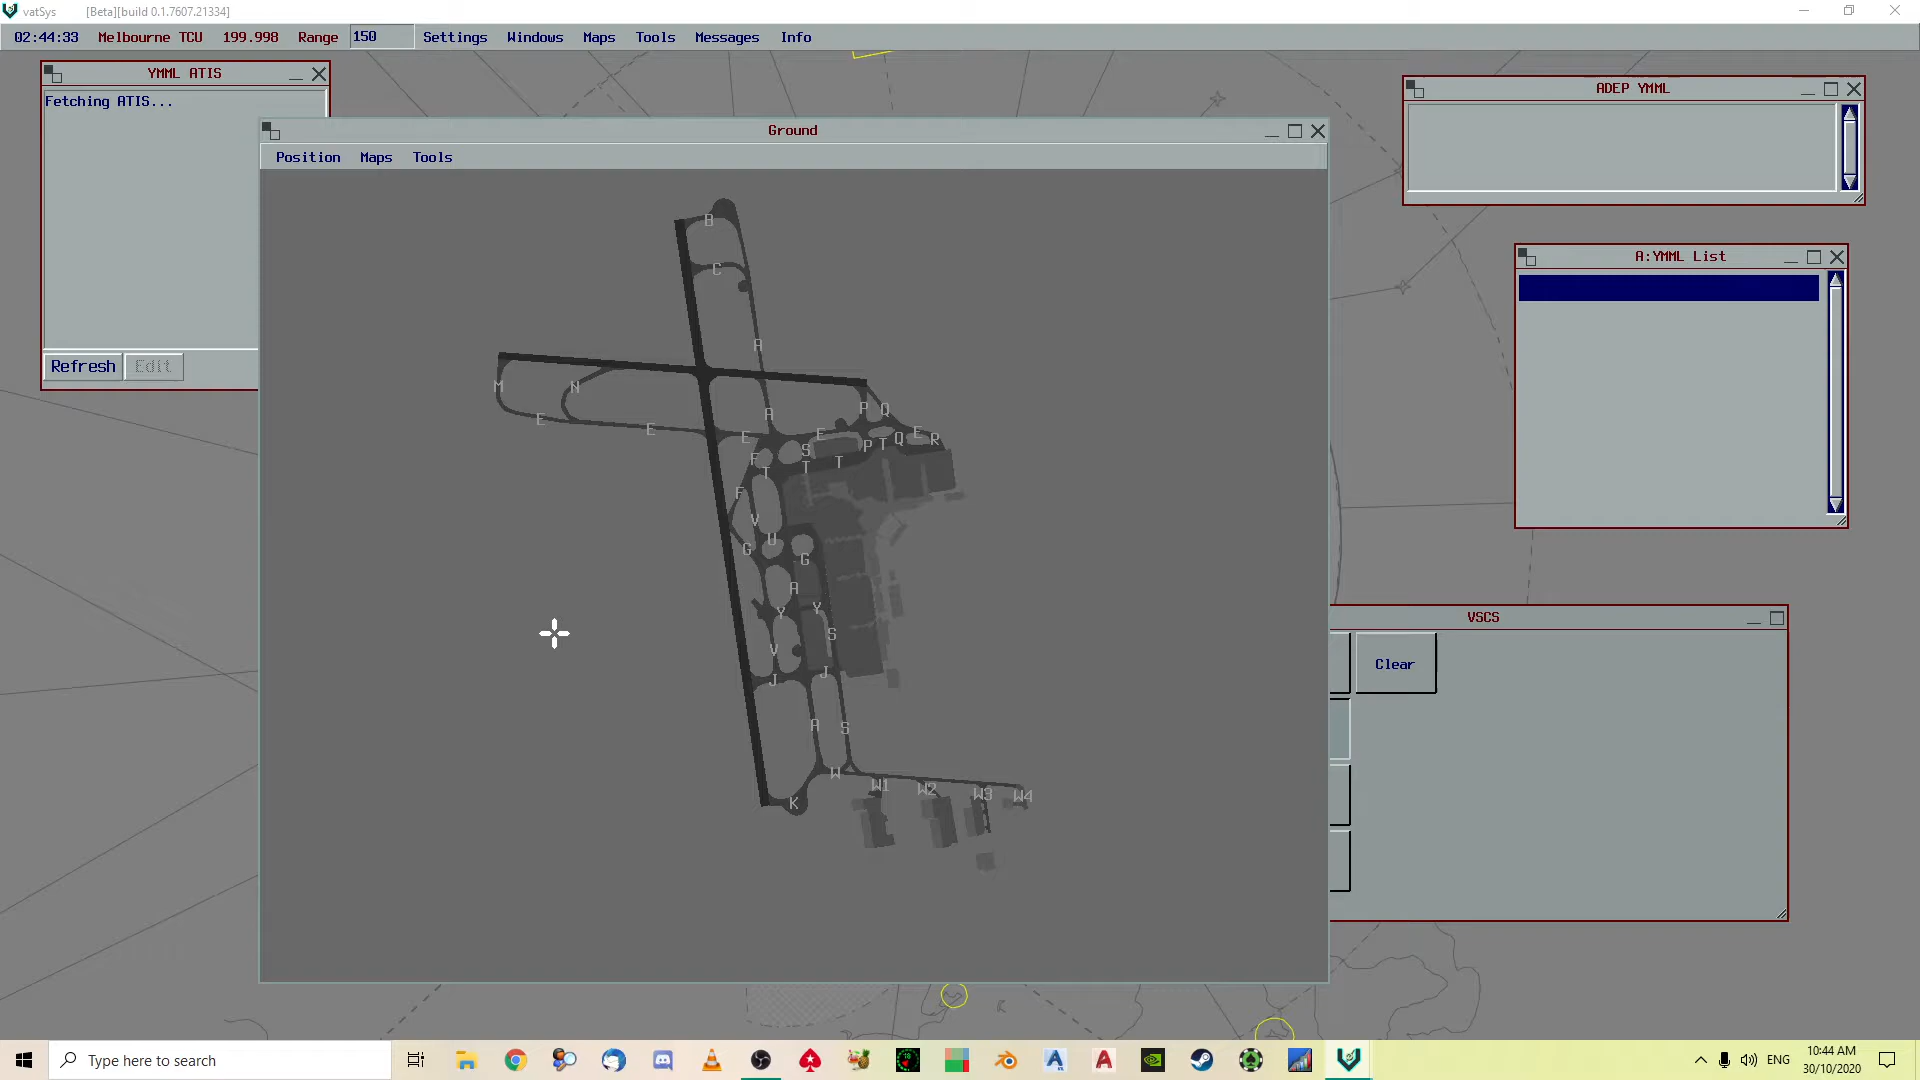 vatSys [Beta][build 0.1.7607.21334]
02:44:33 Melbourne TCU 199.998 Range 150 Settings Windows Maps Tools Messages Info
YMML ATIS
Fetching ATIS...
Refresh Edit
Ground
Position Maps Tools
B
C
A
M N
E
E
A
P Q
E E
F S P T Q E R
T T T
F
V
G U
G
A
Y Y
S
V
J J
A S
W
W1 W2 W3 W4
K
ADEP YMML
A:YMML List
VSCS
Clear
Type here to search
ENG
10:44 AM
30/10/2020